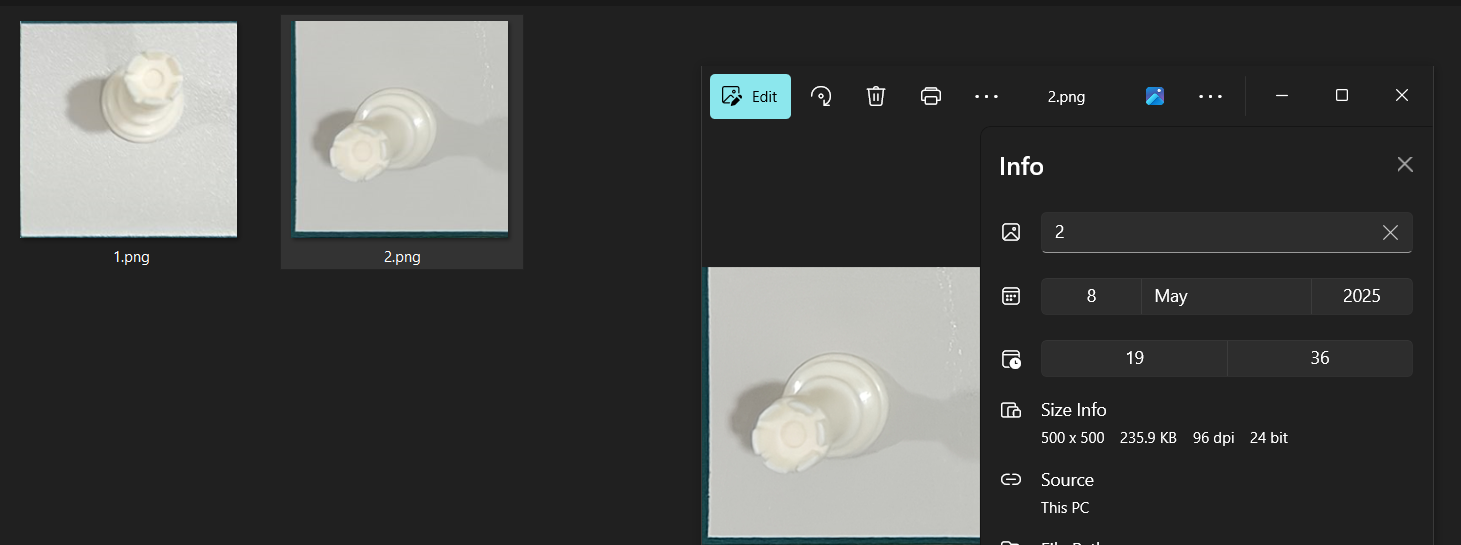 1.png
2.png
Edit
2.png
Info
2
8 May 2025
19 36
Size Info
500 x 500 235.9 KB 96 dpi 24 bit
Source
This PC